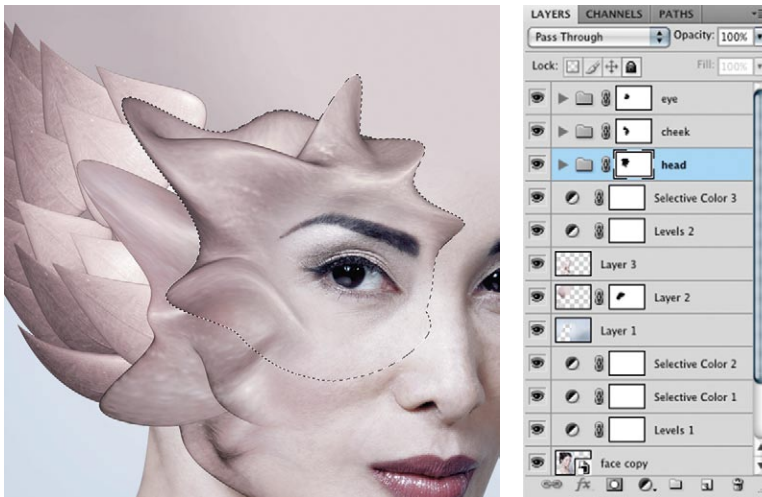 LAYERS CHANNELS PATHS
Pass Through Opacity: 100%
Lock: Fill: 100%
eye
cheek
head
Selective Color 3
Levels 2
Layer 3
Layer 2
Layer 1
Selective Color 2
Selective Color 1
Levels 1
face copy
fx